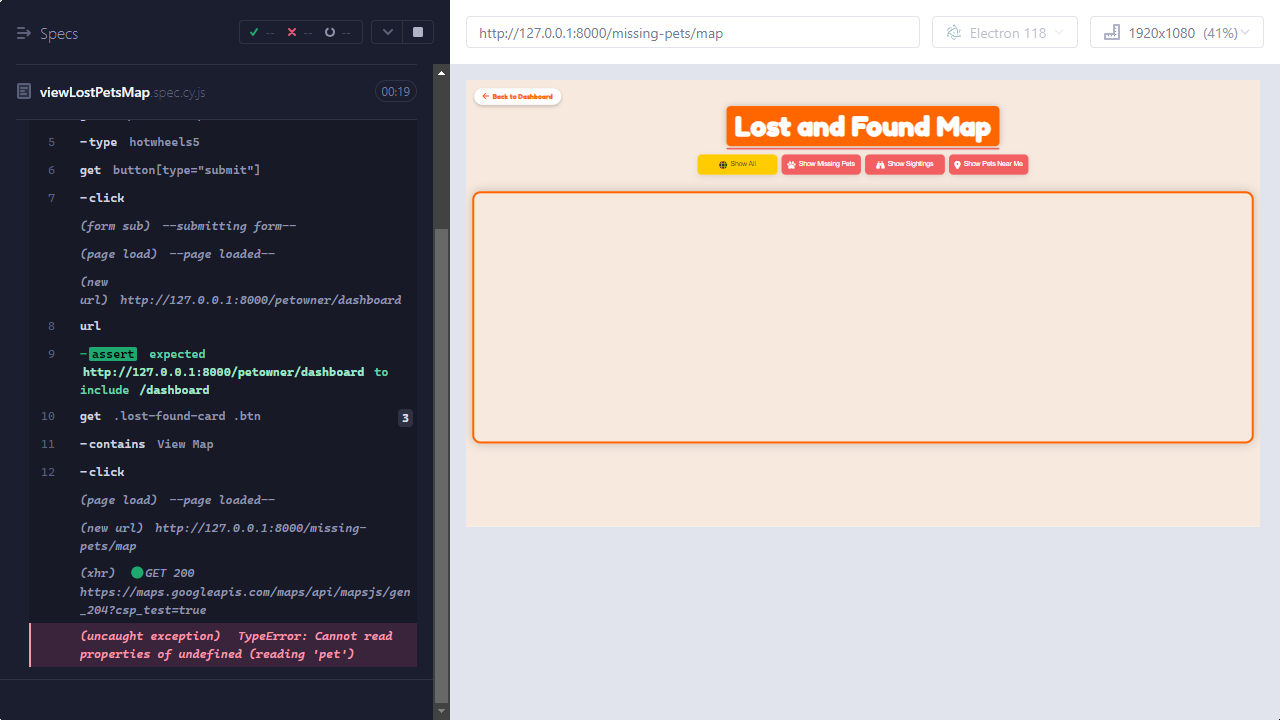 Specs
--
--
--
viewLostPetsMap.spec.cy.js
00:19
5 -type hotwheels5
6 get button[type="submit"]
7 -click
(form sub) --submitting form--
(page load) --page loaded--
(new
url) http://127.0.0.1:8000/petowner/dashboard
8 url
9 -assert expected
http://127.0.0.1:8000/petowner/dashboard to
include /dashboard
10 get .lost-found-card .btn 3
11 -contains View Map
12 -click
(page load) --page loaded--
(new url) http://127.0.0.1:8000/missing-
pets/map
(xhr) GET 200
https://maps.googleapis.com/maps/api/mapsjs/gen
_204?csp_test=true
(uncaught exception) TypeError: Cannot read
properties of undefined (reading 'pet')
http://127.0.0.1:8000/missing-pets/map
Electron 118
1920x1080 (41%)
Back to Dashboard
Lost and Found Map
Show All
Show Missing Pets
Show Sightings
Show Pets Near Me